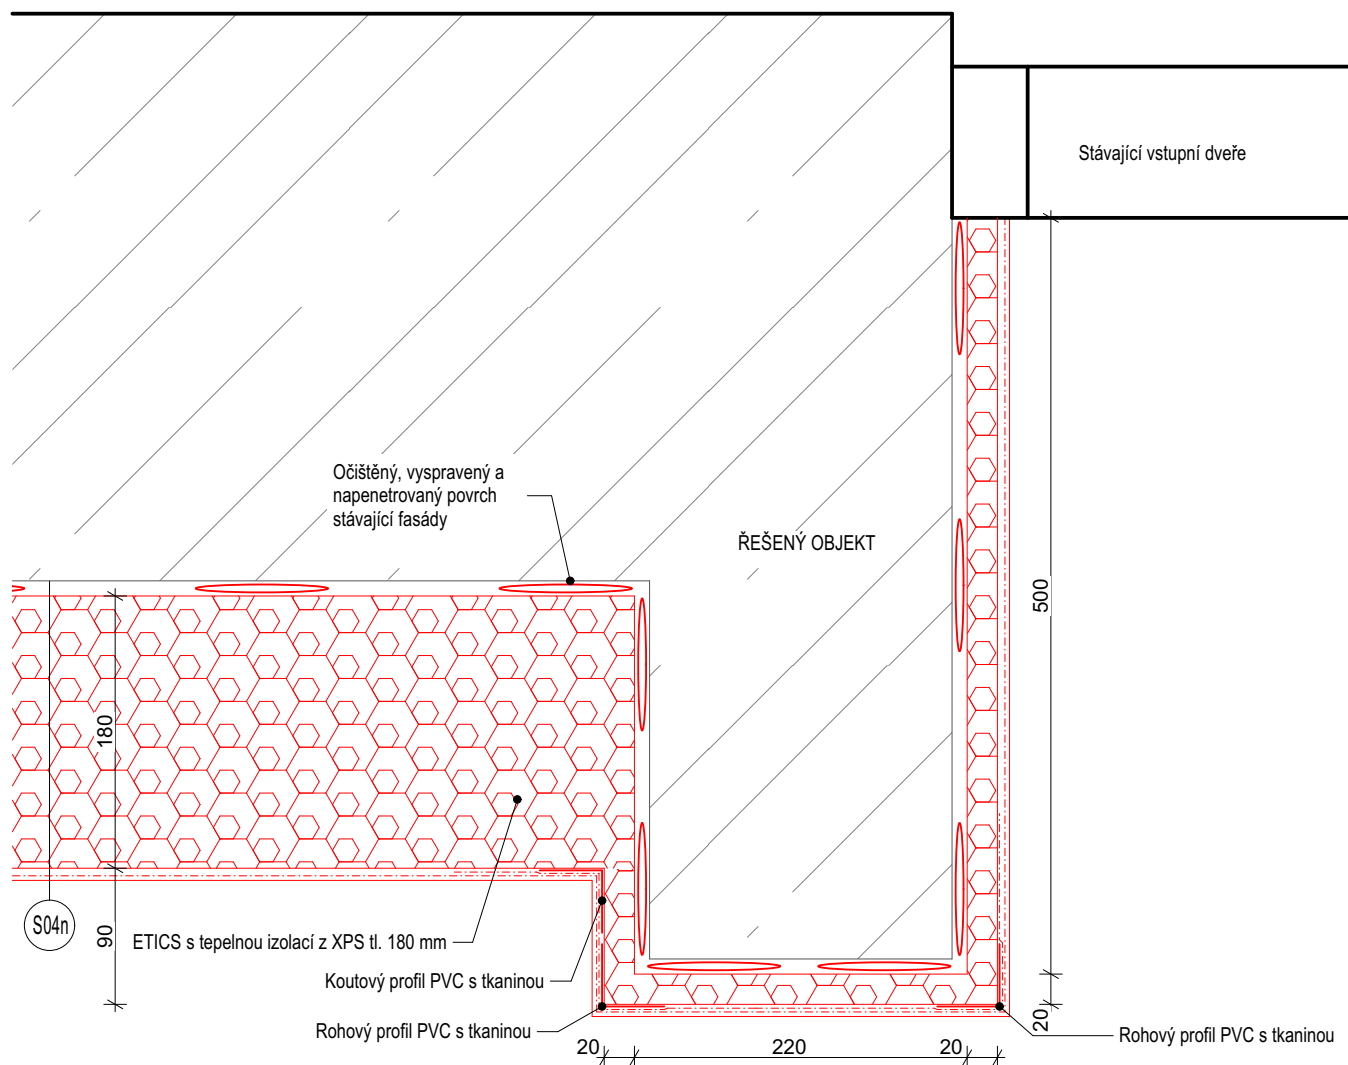 Stávající vstupní dveře
Očištěný, vyspravený a
napenetrovaný povrch
stávající fasády
ŘEŠENÝ OBJEKT
500
180
90
S04n
ETICS s tepelnou izolací z XPS tl. 180 mm
Koutový profil PVC s tkaninou
Rohový profil PVC s tkaninou
20
220
20
20
Rohový profil PVC s tkaninou